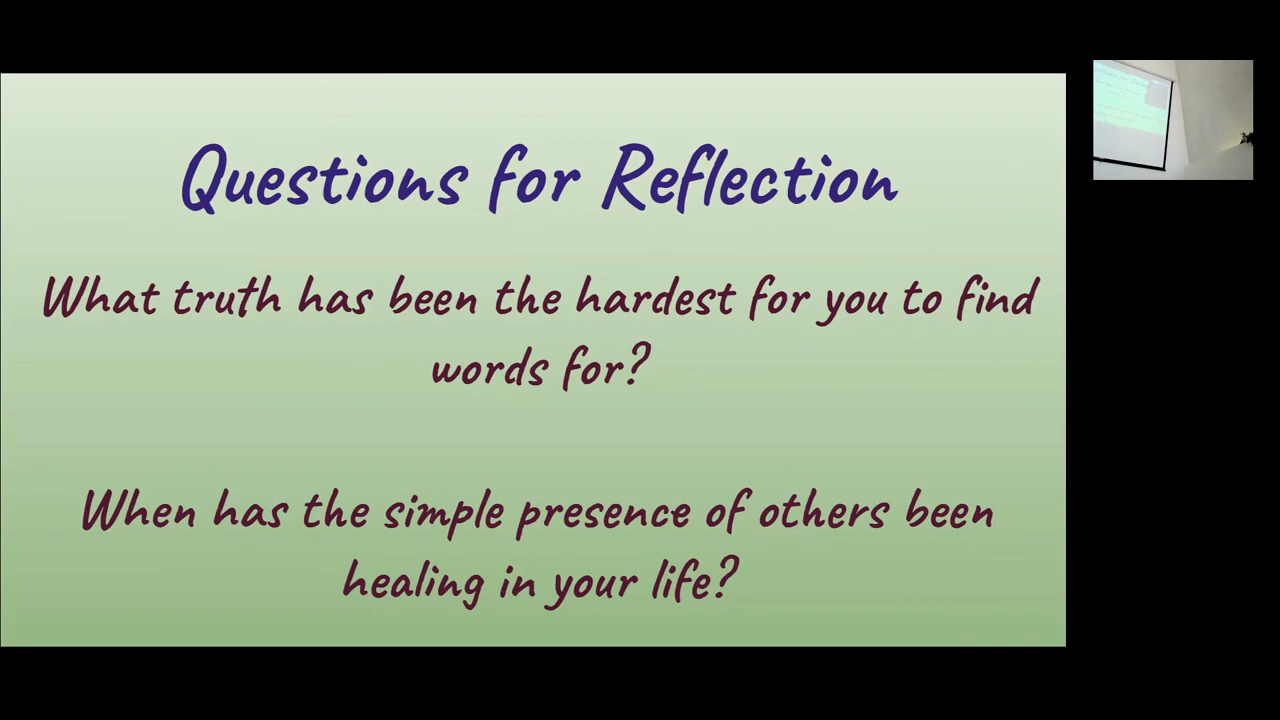 Questions for Reflection
What truth has been the hardest for you to find
words for?
When has the simple presence of others been
healing in your life?